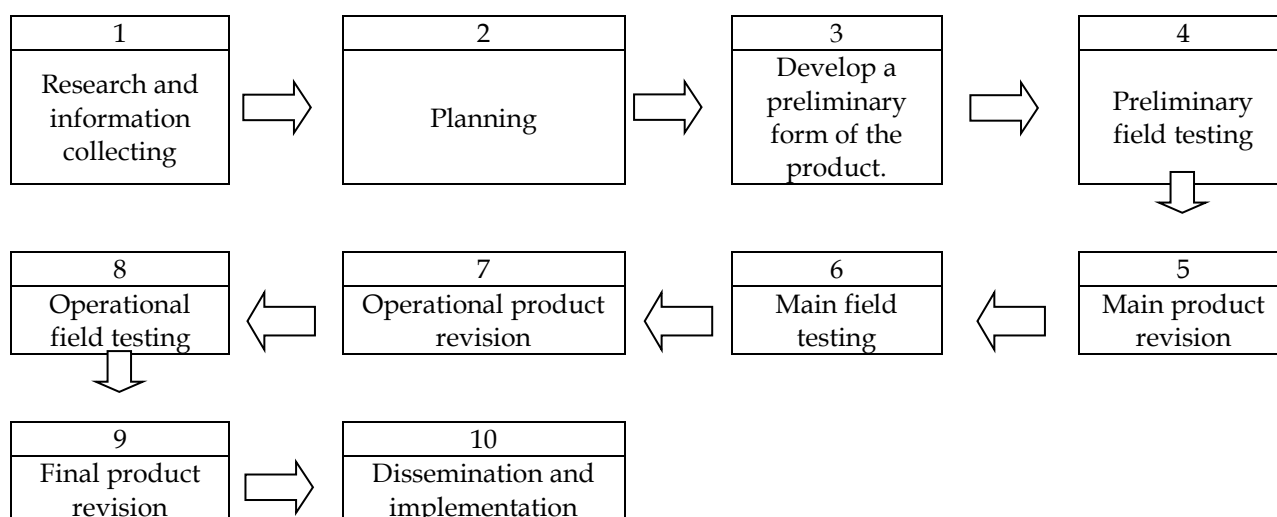 1
Research and
information
collecting
2
Planning
3
Develop a
preliminary
form of the
product.
4
Preliminary
field testing
8
Operational
field testing
7
Operational product
revision
6
Main field
testing
5
Main product
revision
9
Final product
revision
10
Dissemination and
implementation